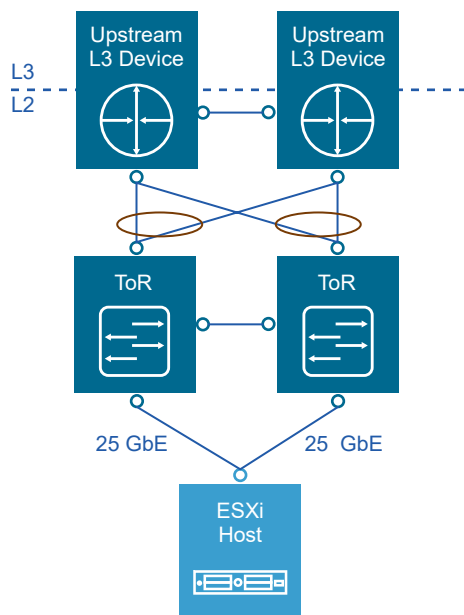 Upstream
L3 Device
Upstream
L3 Device
L3
L2
ToR
ToR
25 GbE
25 GbE
ESXi
Host